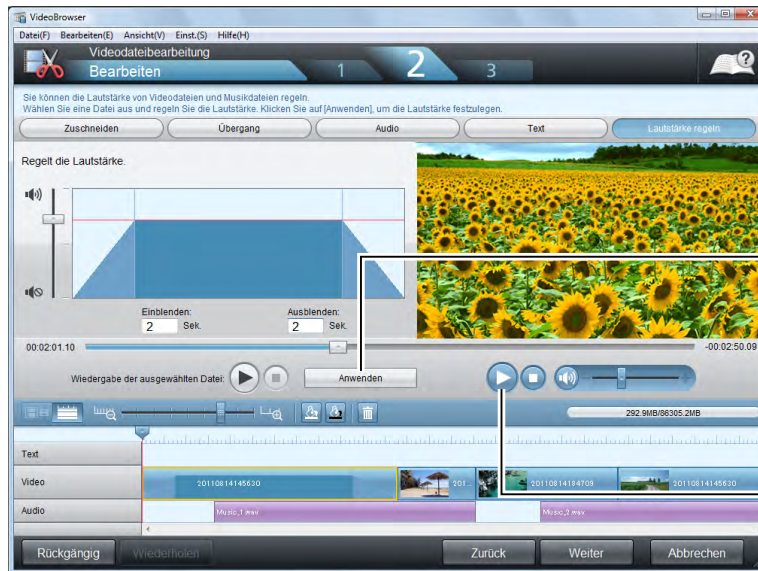 VideoBrowser
Datei(F) Bearbeiten(E) Ansicht(V) Einst.(S) Hilfe(H)
Videodateibearbeitung
Bearbeiten 1 2 3
Sie können die Lautstärke von Videodateien und Musikdateien regeln.
Wählen Sie eine Datei aus und regeln Sie die Lautstärke. Klicken Sie auf [Anwenden], um die Lautstärke festzulegen.
Zuschneiden Übergang Audio Text Lautstärke regeln
Regelt die Lautstärke.
Einblenden: Ausblenden:
2 Sek. 2 Sek.
00:02:01.10 -00:02:50.09
Wiedergabe der ausgewählten Datei: Anwenden
292.9MB/86305.2MB
Text
Video 20110814145630 201... 20110814184709 20110814145630
Audio Music_1.wav Music_2.wav
Rückgängig Wiederholen Zurück Weiter Abbrechen